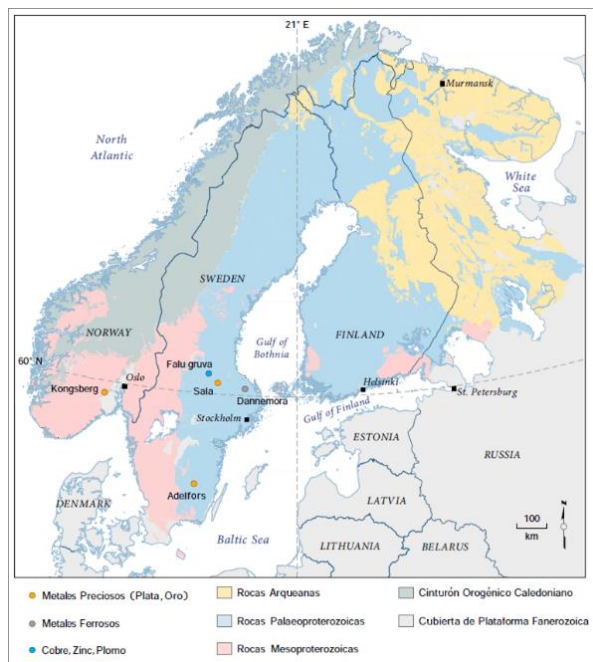 21° E
Murmansk
North
Atlantic
White
Sea
SWEDEN
Gulf of
Bothnia
FINLAND
NORWAY
60° N
Falu gruva
Oslo
Kongsberg
Sala
Dannemora
Helsinki
St. Petersburg
Stockholm
Gulf of Finland
ESTONIA
RUSSIA
Adelfors
LATVIA
DENMARK
N
100
km
Baltic Sea
LITHUANIA
BELARUS
Metales Preciosos (Plata, Oro)
Metales Ferrosos
Cobre, Zinc, Plomo
Rocas Arqueanas
Rocas Palaeoproterozoicas
Rocas Mesoproterozoicas
Cinturón Orogénico Caledoniano
Cubierta de Plataforma Fanerozoica